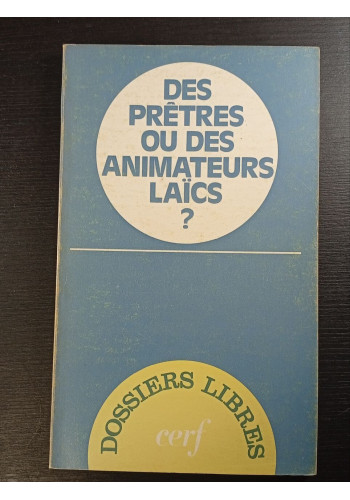 DES
PRÊTRES
OU DES
ANIMATEURS
LAÏCS
?
DOSSIERS LIBRES
cerf